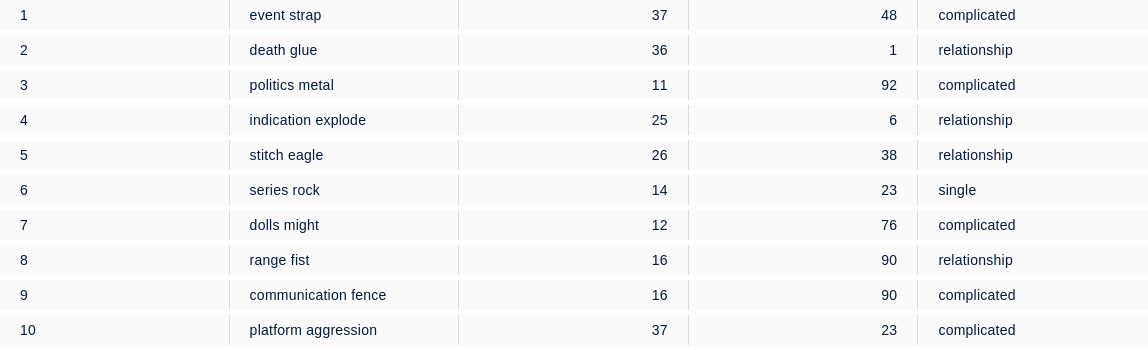 1 event strap 37 48 complicated
2 death glue 36 1 relationship
3 politics metal 11 92 complicated
4 indication explode 25 6 relationship
5 stitch eagle 26 38 relationship
6 series rock 14 23 single
7 dolls might 12 76 complicated
8 range fist 16 90 relationship
9 communication fence 16 90 complicated
10 platform aggression 37 23 complicated